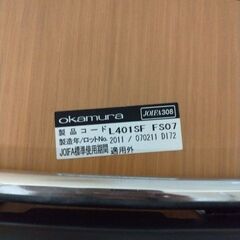 okamura JOIFA308
製品コード L401SF FS07
製造年/ロットNo. 2011 / 070211 D172
JOIFA標準使用期間 適用外